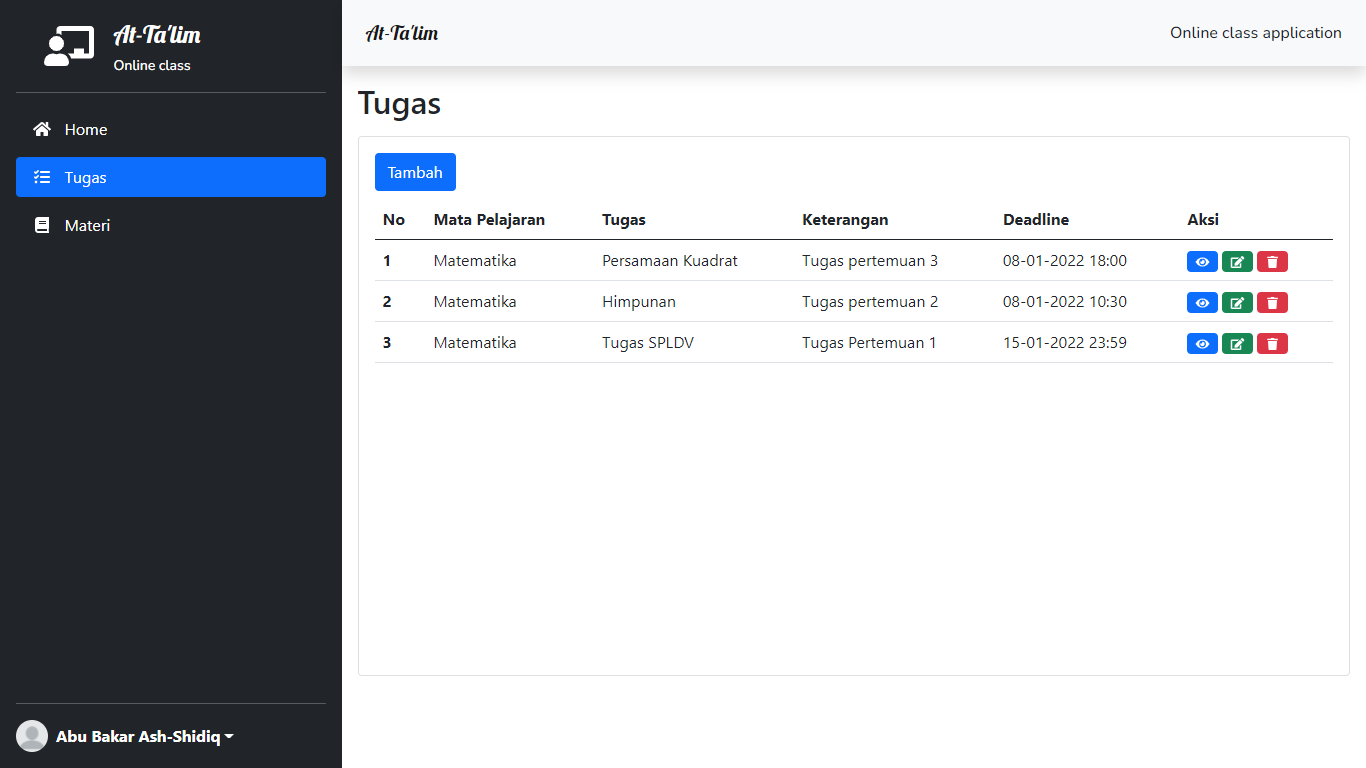 At-Ta'lim
Online class
Home
Tugas
Materi
Abu Bakar Ash-Shidiq
At-Ta'lim
Online class application
Tugas
Tambah
No Mata Pelajaran Tugas Keterangan Deadline Aksi
1 Matematika Persamaan Kuadrat Tugas pertemuan 3 08-01-2022 18:00
2 Matematika Himpunan Tugas pertemuan 2 08-01-2022 10:30
3 Matematika Tugas SPLDV Tugas Pertemuan 1 15-01-2022 23:59